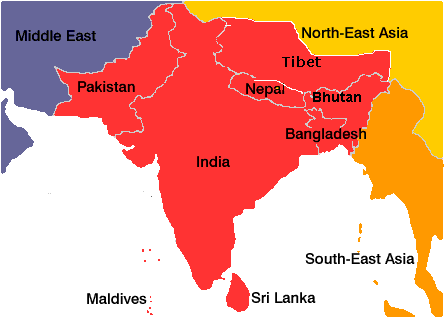 North-East Asia
Middle East
Tibet
Pakistan
Nepal
Bhutan
Bangladesh
India
South-East Asia
Maldives
Sri Lanka